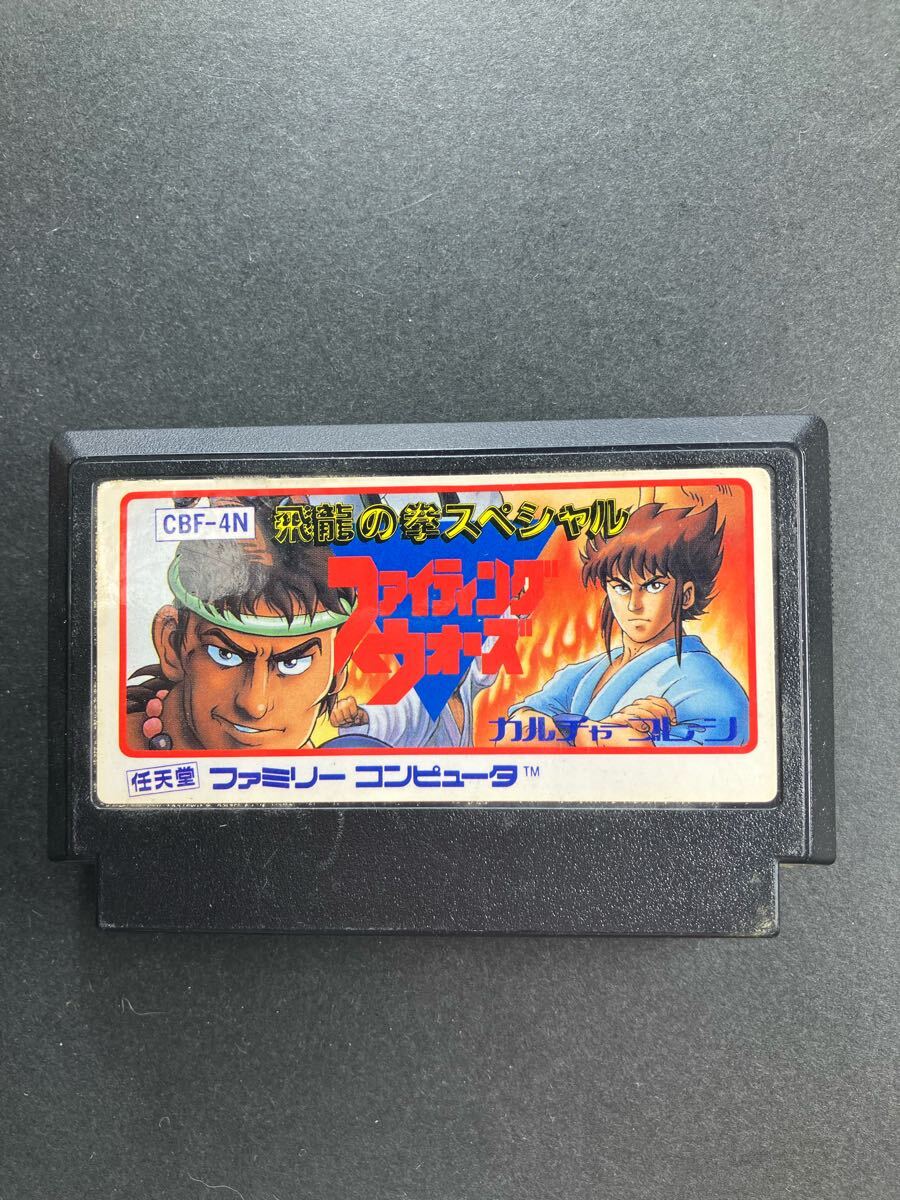 CBF-4N
飛龍の拳スペシャル
ファイティング
ウォーズ
カルチャーブレーン
任天堂 ファミリー コンピュータ™